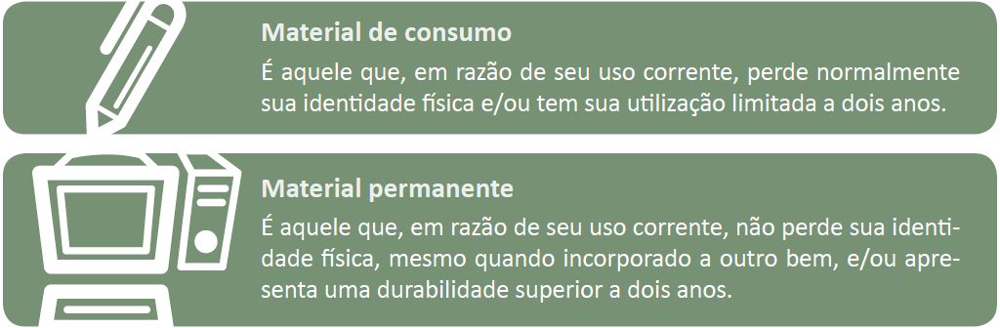 Material de consumo
É aquele que, em razão de seu uso corrente, perde normalmente
sua identidade física e/ou tem sua utilização limitada a dois anos.
Material permanente
É aquele que, em razão de seu uso corrente, não perde sua identi-
dade física, mesmo quando incorporado a outro bem, e/ou apre-
senta uma durabilidade superior a dois anos.